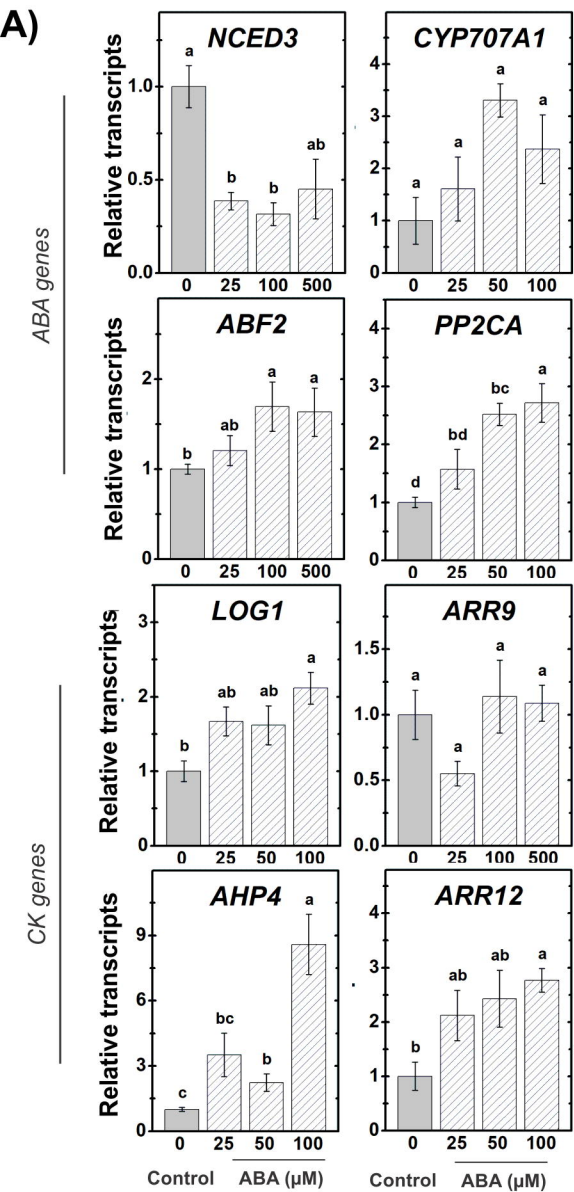 A)
ABA genes
CK genes
NCED3
Relative transcripts
1.0
0.5
0.0
a
b
b
ab
0 25 100 500
CYP707A1
4
3
2
1
0
a
a
a
a
0 25 50 100
ABF2
Relative transcripts
2
1
0
b
ab
a
a
0 25 100 500
PP2CA
4
3
2
1
0
d
bd
bc
a
0 25 50 100
LOG1
Relative transcripts
3
2
1
0
b
ab
ab
a
0 25 50 100
ARR9
1.5
1.0
0.5
0.0
a
a
a
a
0 25 100 500
AHP4
Relative transcripts
9
6
3
0
c
bc
b
a
0 25 50 100
Control ABA (µM)
ARR12
4
3
2
1
0
b
ab
ab
a
0 25 50 100
Control ABA (µM)